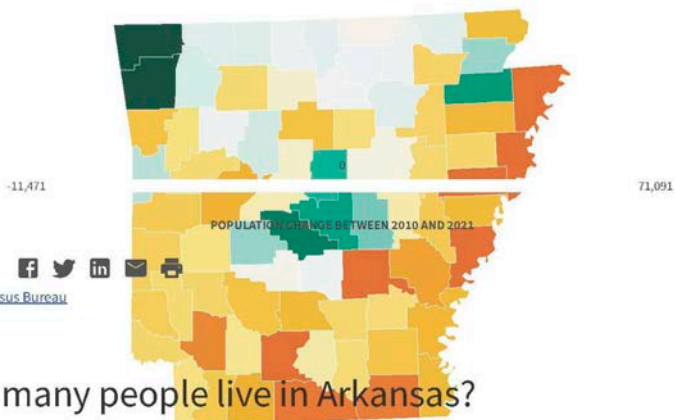 0
-11,471
71,091
POPULATION CHANGE BETWEEN 2010 AND 2021
sus Bureau
many people live in Arkansas?